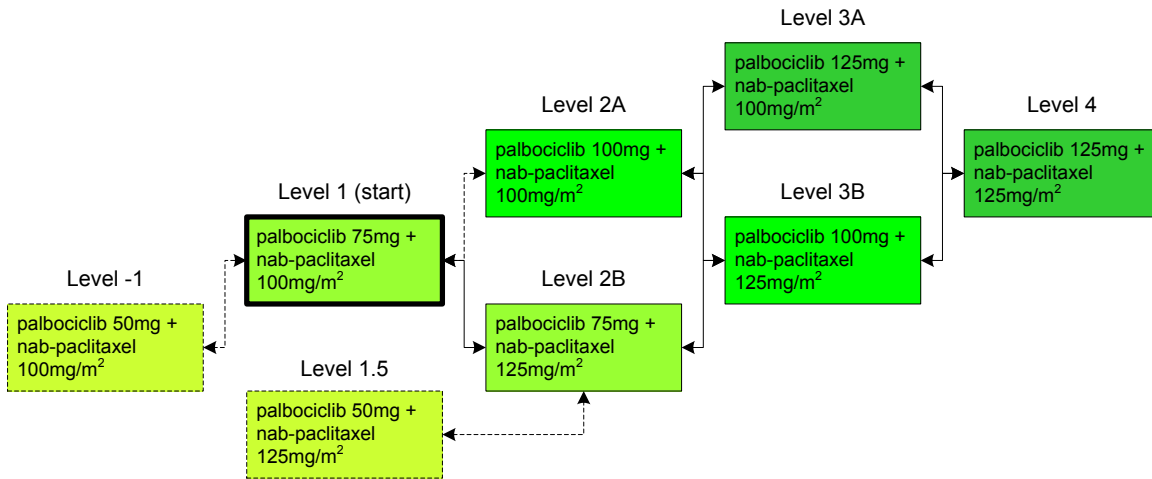 Level 3A
palbociclib 125mg +
nab-paclitaxel
100mg/m²
Level 2A
palbociclib 100mg +
nab-paclitaxel
100mg/m²
Level 4
palbociclib 125mg +
nab-paclitaxel
125mg/m²
Level 1 (start)
palbociclib 75mg +
nab-paclitaxel
100mg/m²
Level 3B
palbociclib 100mg +
nab-paclitaxel
125mg/m²
Level -1
palbociclib 50mg +
nab-paclitaxel
100mg/m²
Level 2B
palbociclib 75mg +
nab-paclitaxel
125mg/m²
Level 1.5
palbociclib 50mg +
nab-paclitaxel
125mg/m²